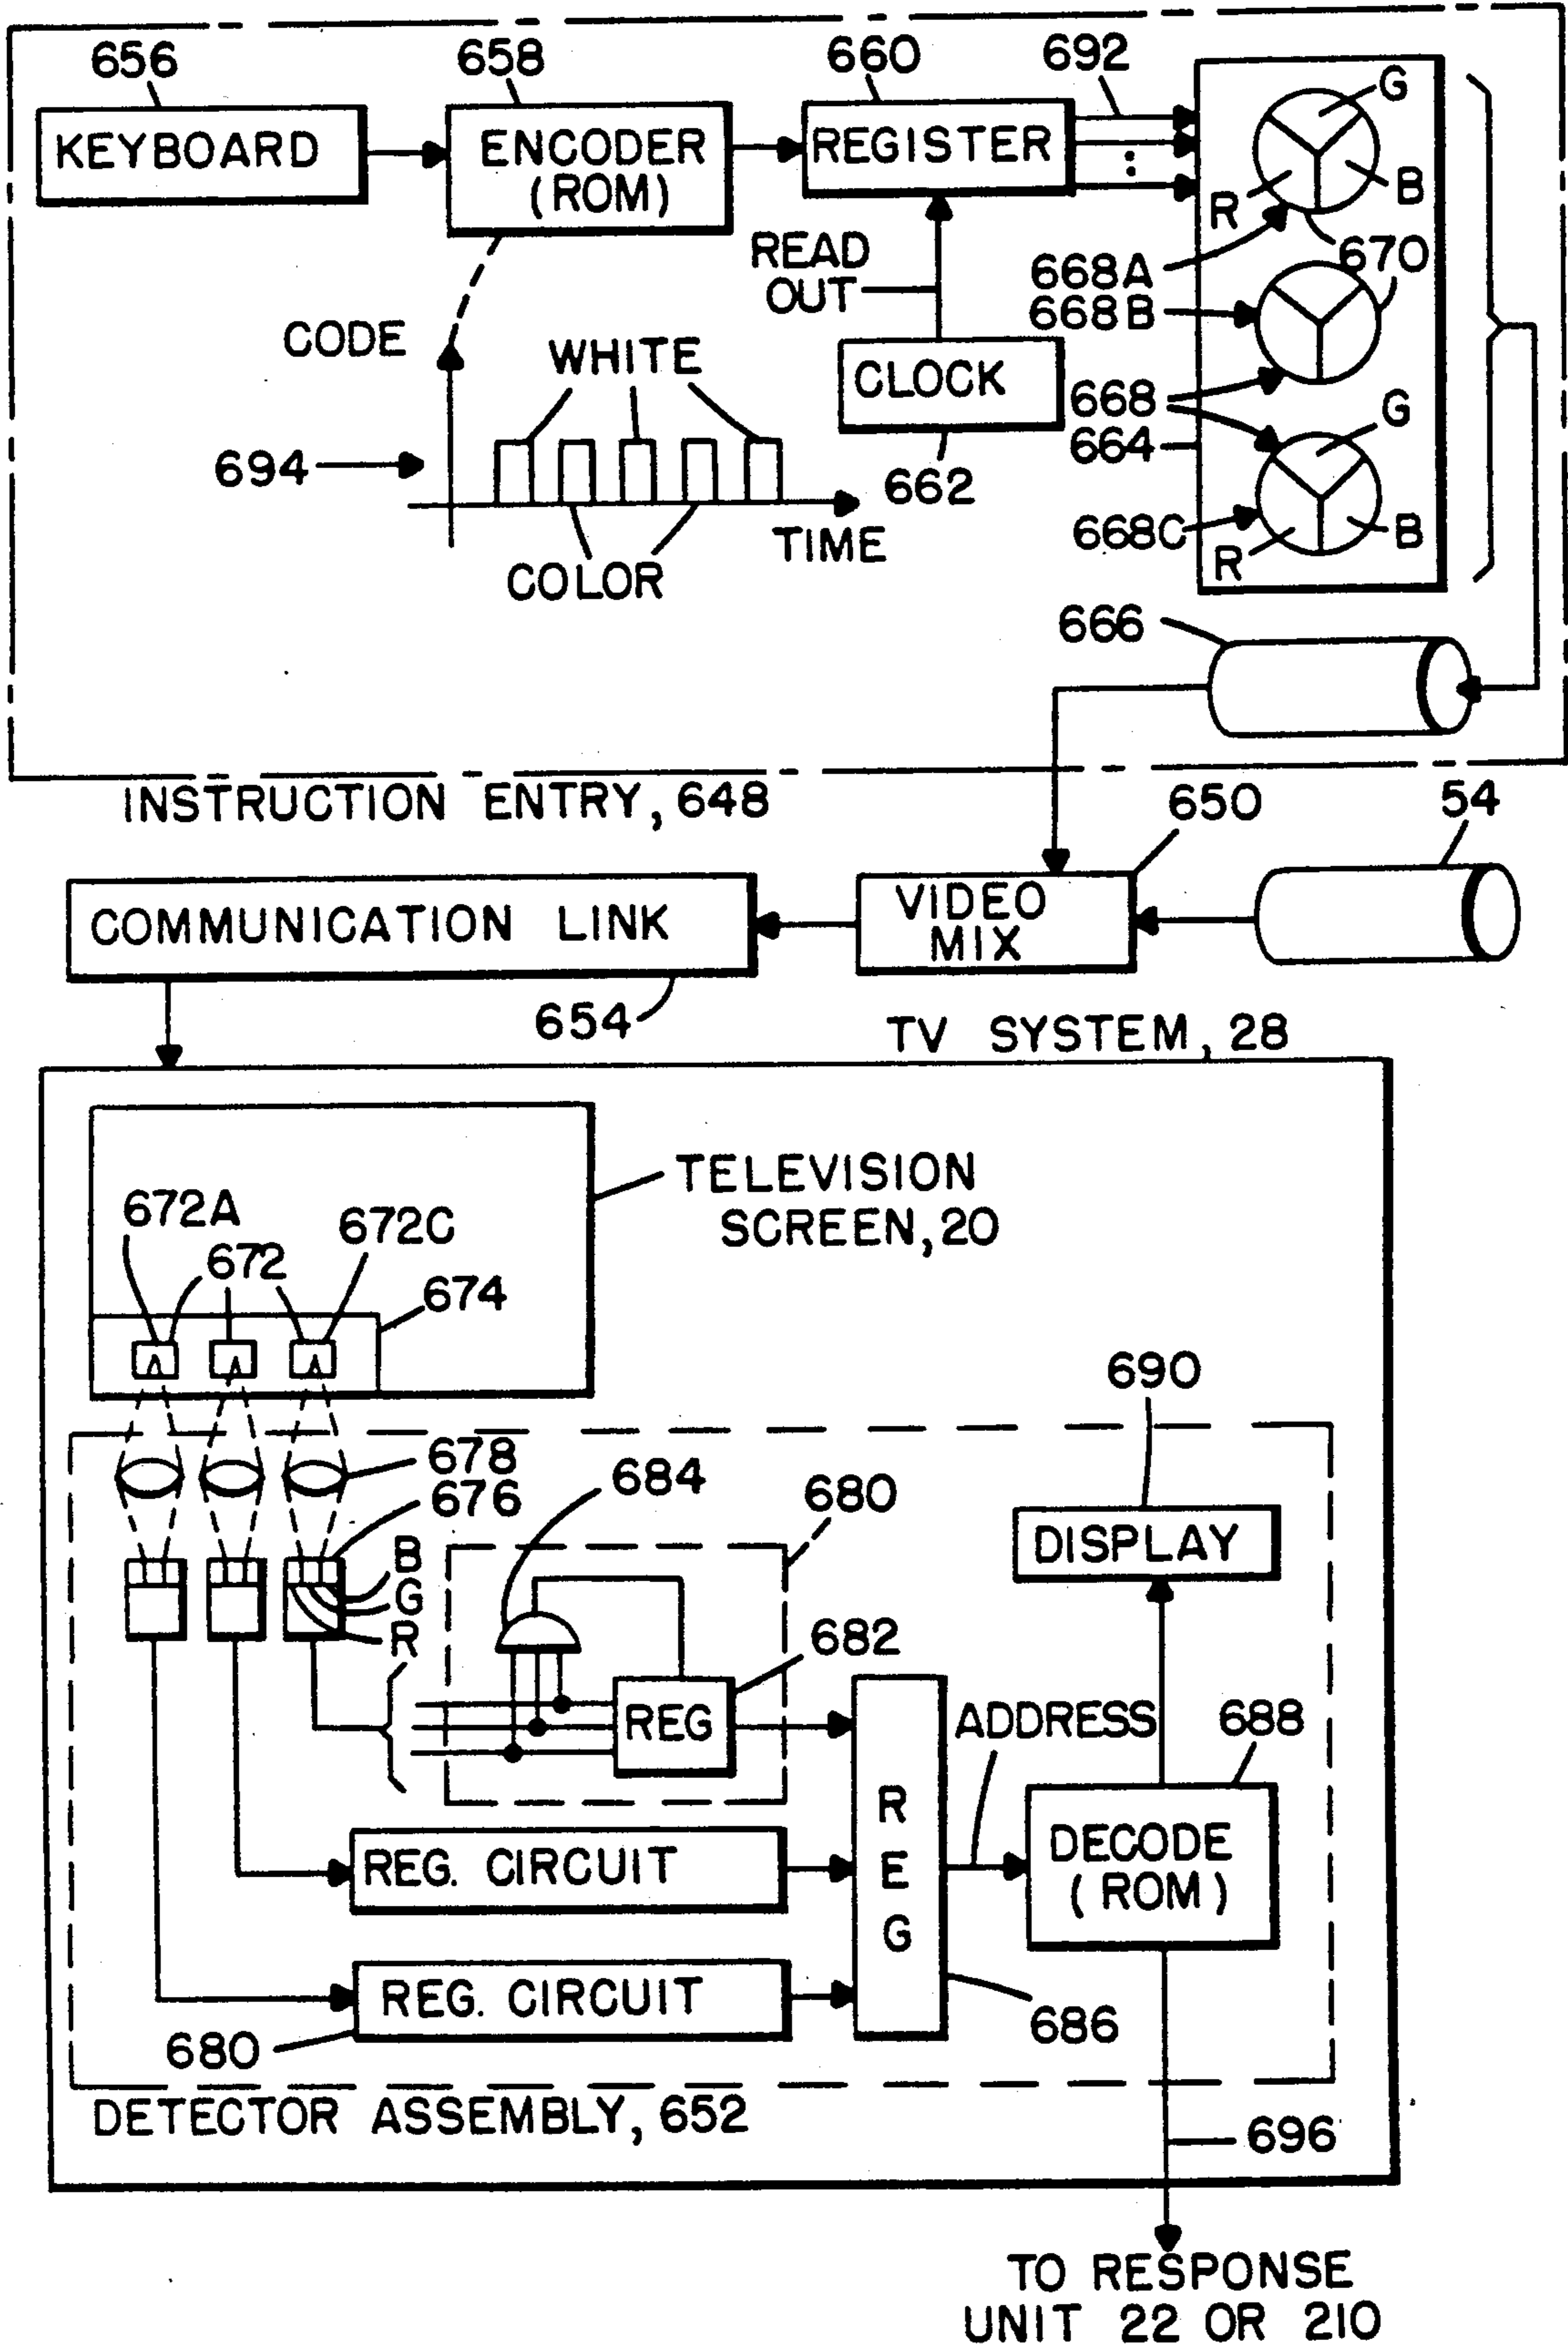 656
658
660
692
KEYBOARD
ENCODER
(ROM)
REGISTER
G
B
R
670
668A
668B
READ
OUT
CODE
WHITE
CLOCK
668
664
G
694
662
668C
B
R
TIME
COLOR
666
INSTRUCTION ENTRY, 648
650
54
COMMUNICATION LINK
VIDEO
MIX
654
TV SYSTEM, 28
TELEVISION
SCREEN, 20
672A
672C
672
674
690
678
684
680
676
DISPLAY
B
G
R
682
REG
ADDRESS
688
REG
DECODE
(ROM)
REG. CIRCUIT
REG. CIRCUIT
686
680
DETECTOR ASSEMBLY, 652
696
TO RESPONSE
UNIT 22 OR 210